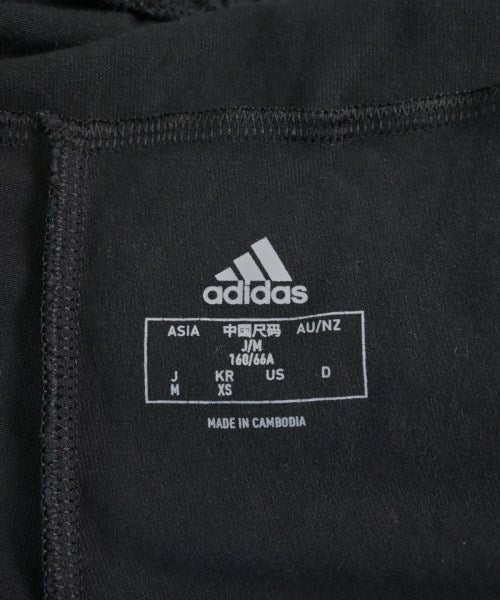 adidas
ASIA 中国尺码 AU/NZ
J/M
160/66A
J KR US D
M XS
MADE IN CAMBODIA